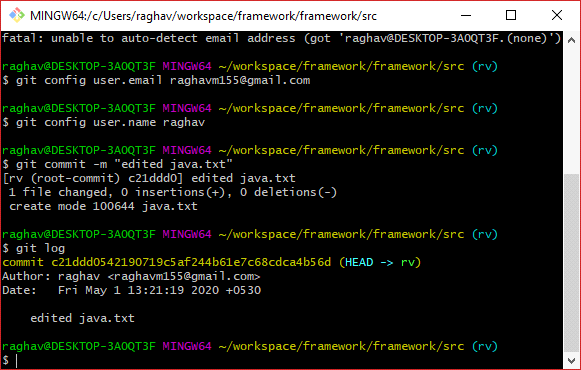 MINGW64:/c/Users/raghav/workspace/framework/framework/src
fatal: unable to auto-detect email address (got 'raghav@DESKTOP-3AOQT3F.(none)')
raghav@DESKTOP-3AOQT3F MINGW64 ~/workspace/framework/framework/src (rv)
$ git config user.email raghavm155@gmail.com
raghav@DESKTOP-3AOQT3F MINGW64 ~/workspace/framework/framework/src (rv)
$ git config user.name raghav
raghav@DESKTOP-3AOQT3F MINGW64 ~/workspace/framework/framework/src (rv)
$ git commit -m "edited java.txt"
[rv (root-commit) c21ddd0] edited java.txt
 1 file changed, 0 insertions(+), 0 deletions(-)
 create mode 100644 java.txt
raghav@DESKTOP-3AOQT3F MINGW64 ~/workspace/framework/framework/src (rv)
$ git log
commit c21ddd0542190719c5af244b61e7c68cdca4b56d (HEAD -> rv)
Author: raghav <raghavm155@gmail.com>
Date:   Fri May 1 13:21:19 2020 +0530
    edited java.txt
raghav@DESKTOP-3AOQT3F MINGW64 ~/workspace/framework/framework/src (rv)
$